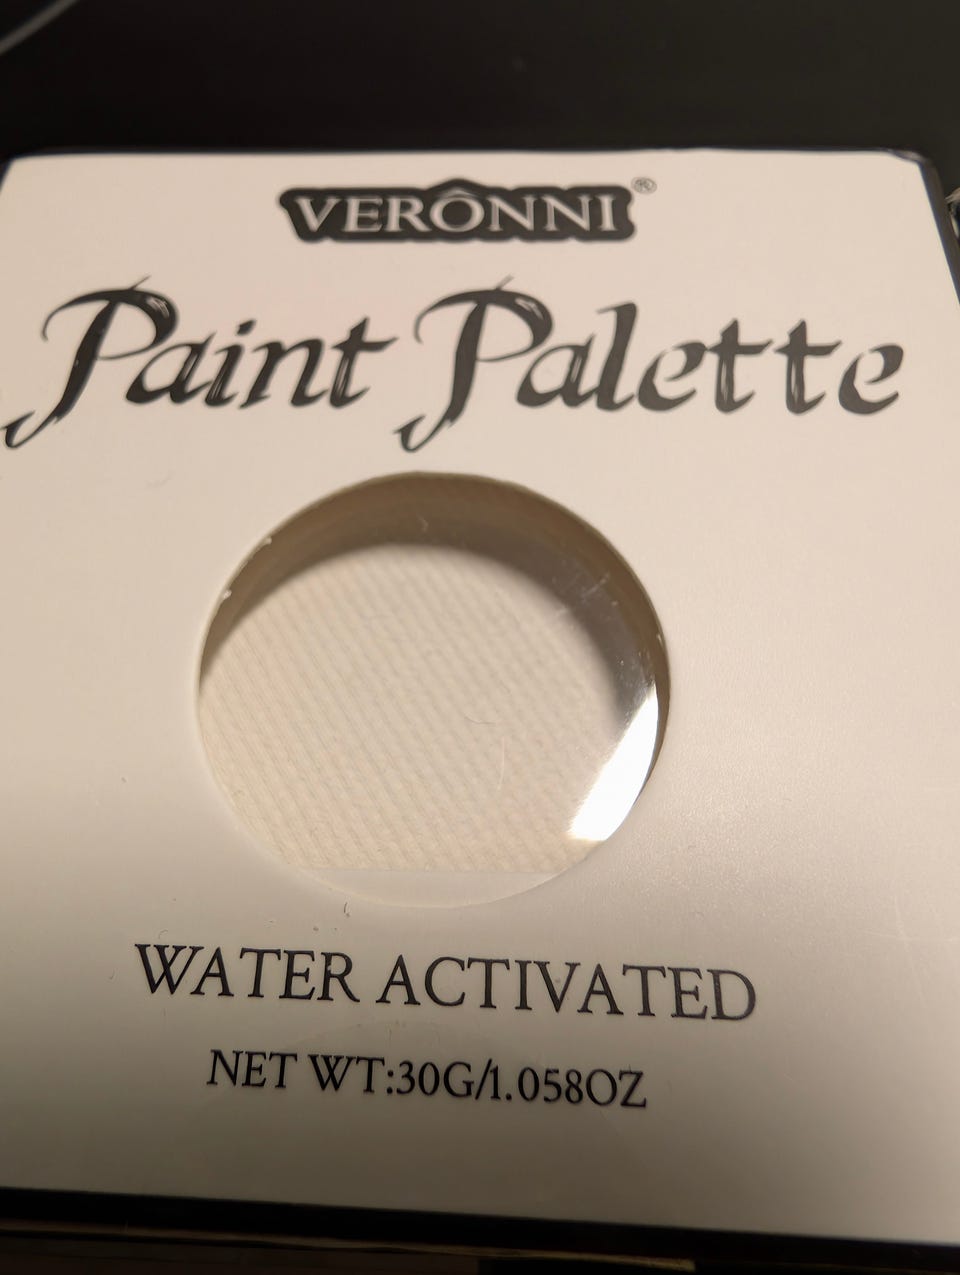 VERÔNNI®
Paint Palette
WATER ACTIVATED
NET WT:30G/1.058OZ